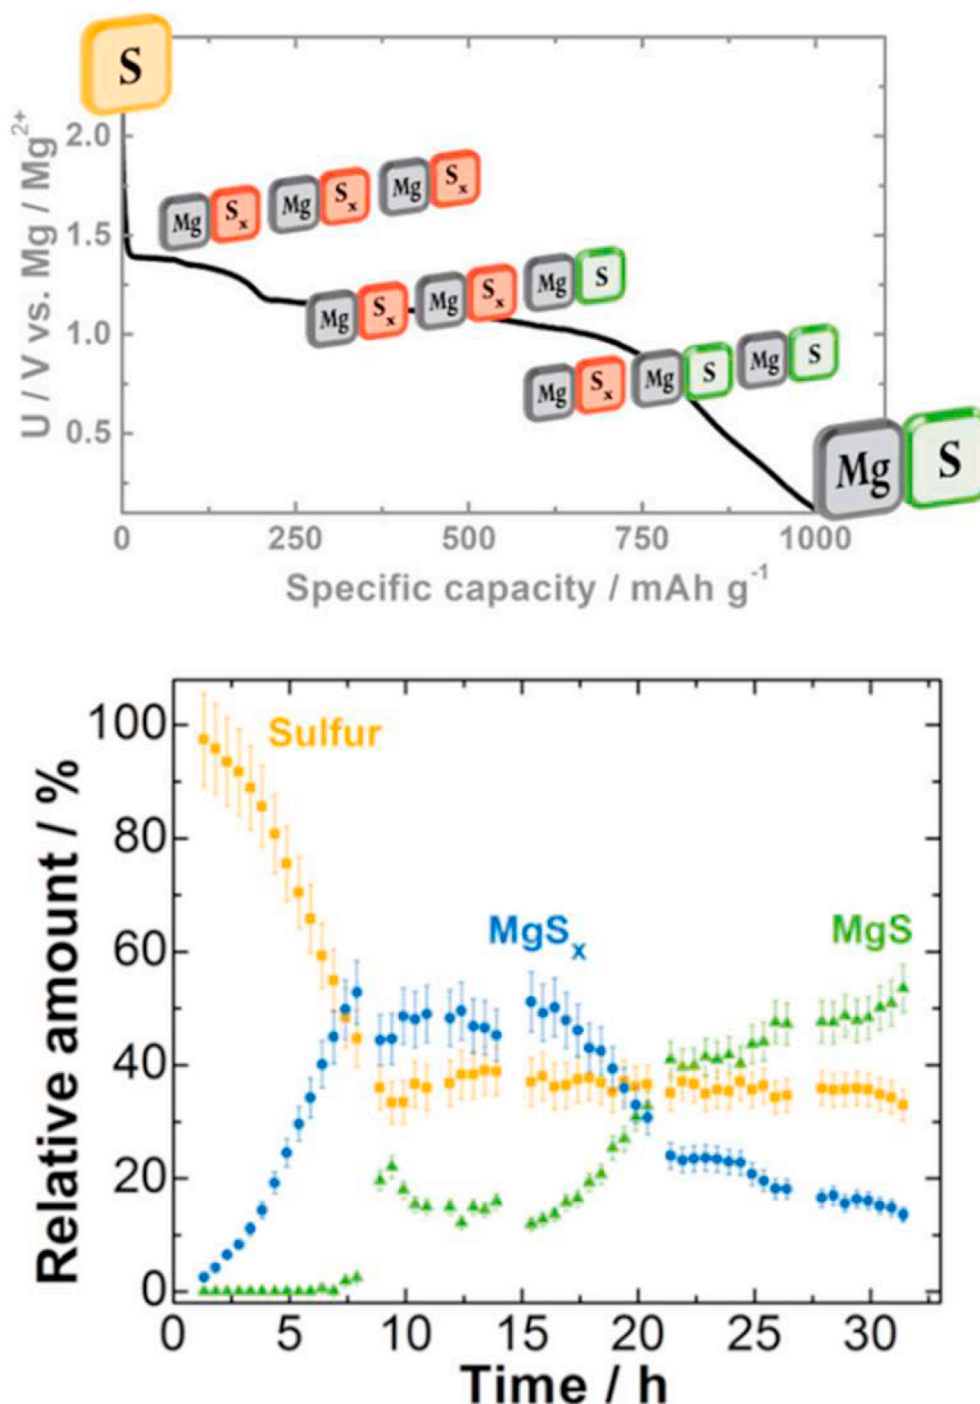 S
U / V vs. Mg / Mg²⁺
2.0
1.5
1.0
0.5
Mg Sₓ Mg Sₓ Mg Sₓ
Mg Sₓ Mg Sₓ Mg S
Mg Sₓ Mg S Mg S
Mg S
0 250 500 750 1000
Specific capacity / mAh g⁻¹
Relative amount / %
100
80
60
40
20
0
Sulfur
MgSₓ
MgS
0 5 10 15 20 25 30
Time / h